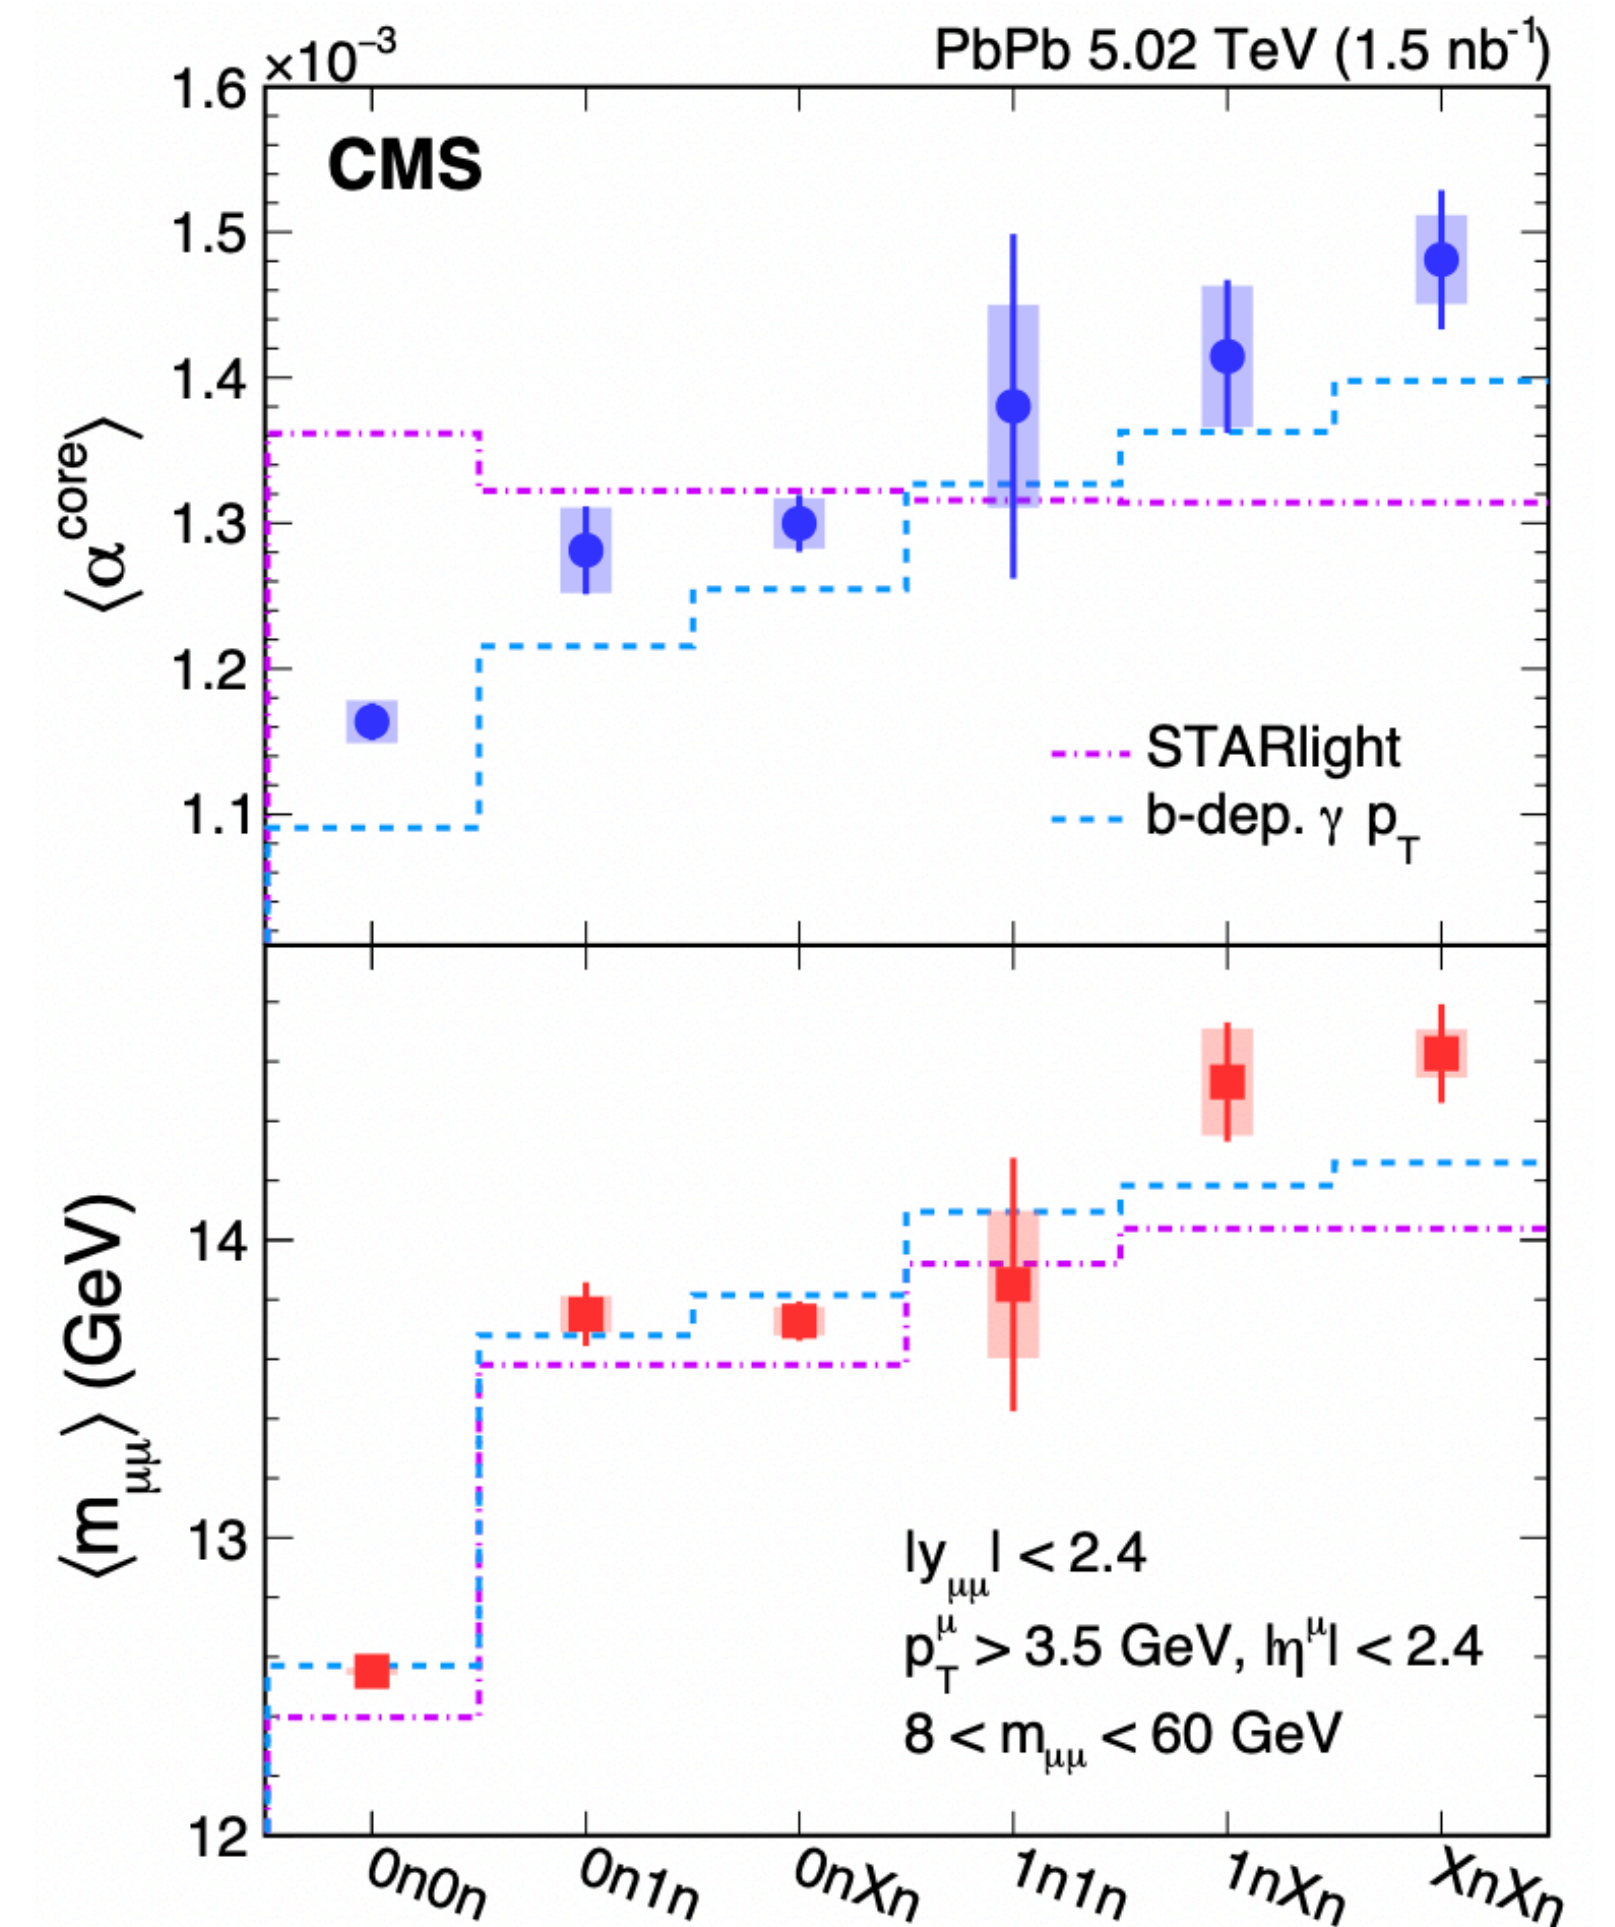 ×10⁻³
PbPb 5.02 TeV (1.5 nb⁻¹)
CMS
1.6
1.5
1.4
1.3
1.2
1.1
⟨α^core⟩
STARlight
b-dep. γ p_T
⟨m_μμ⟩ (GeV)
14
13
12
|y_μμ| < 2.4
p_T^μ > 3.5 GeV, |η^μ| < 2.4
8 < m_μμ < 60 GeV
0n0n 0n1n 0nXn 1n1n 1nXn XnXn